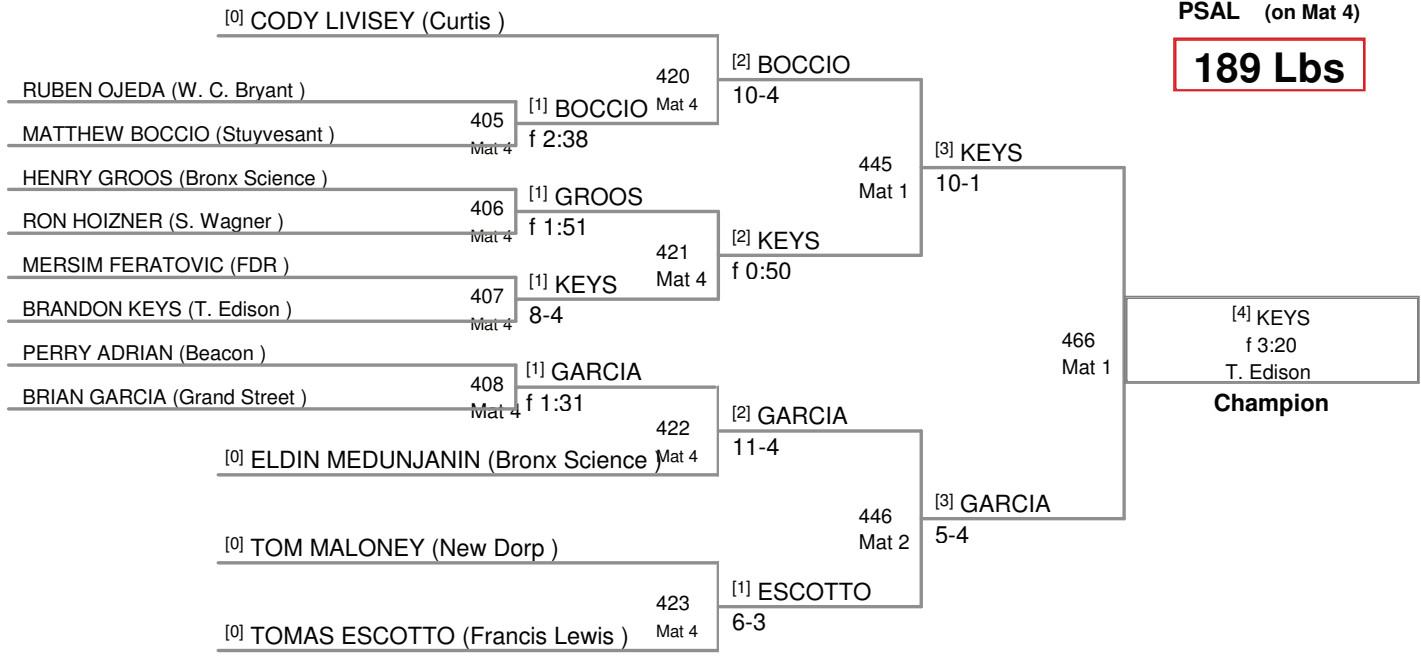 PSAL (on Mat 4)
189 Lbs
[0] CODY LIVISEY (Curtis )
RUBEN OJEDA (W. C. Bryant )
MATTHEW BOCCIO (Stuyvesant )
405
Mat 4
[1] BOCCIO
f 2:38
420
Mat 4
[2] BOCCIO
10-4
HENRY GROOS (Bronx Science )
RON HOIZNER (S. Wagner )
406
Mat 4
[1] GROOS
f 1:51
MERSIM FERATOVIC (FDR )
BRANDON KEYS (T. Edison )
407
Mat 4
[1] KEYS
8-4
421
Mat 4
[2] KEYS
f 0:50
445
Mat 1
[3] KEYS
10-1
PERRY ADRIAN (Beacon )
BRIAN GARCIA (Grand Street )
408
Mat 4
[1] GARCIA
f 1:31
[0] ELDIN MEDUNJANIN (Bronx Science )
422
Mat 4
[2] GARCIA
11-4
[0] TOM MALONEY (New Dorp )
[0] TOMAS ESCOTTO (Francis Lewis )
423
Mat 4
[1] ESCOTTO
6-3
446
Mat 2
[3] GARCIA
5-4
466
Mat 1
[4] KEYS
f 3:20
T. Edison
Champion